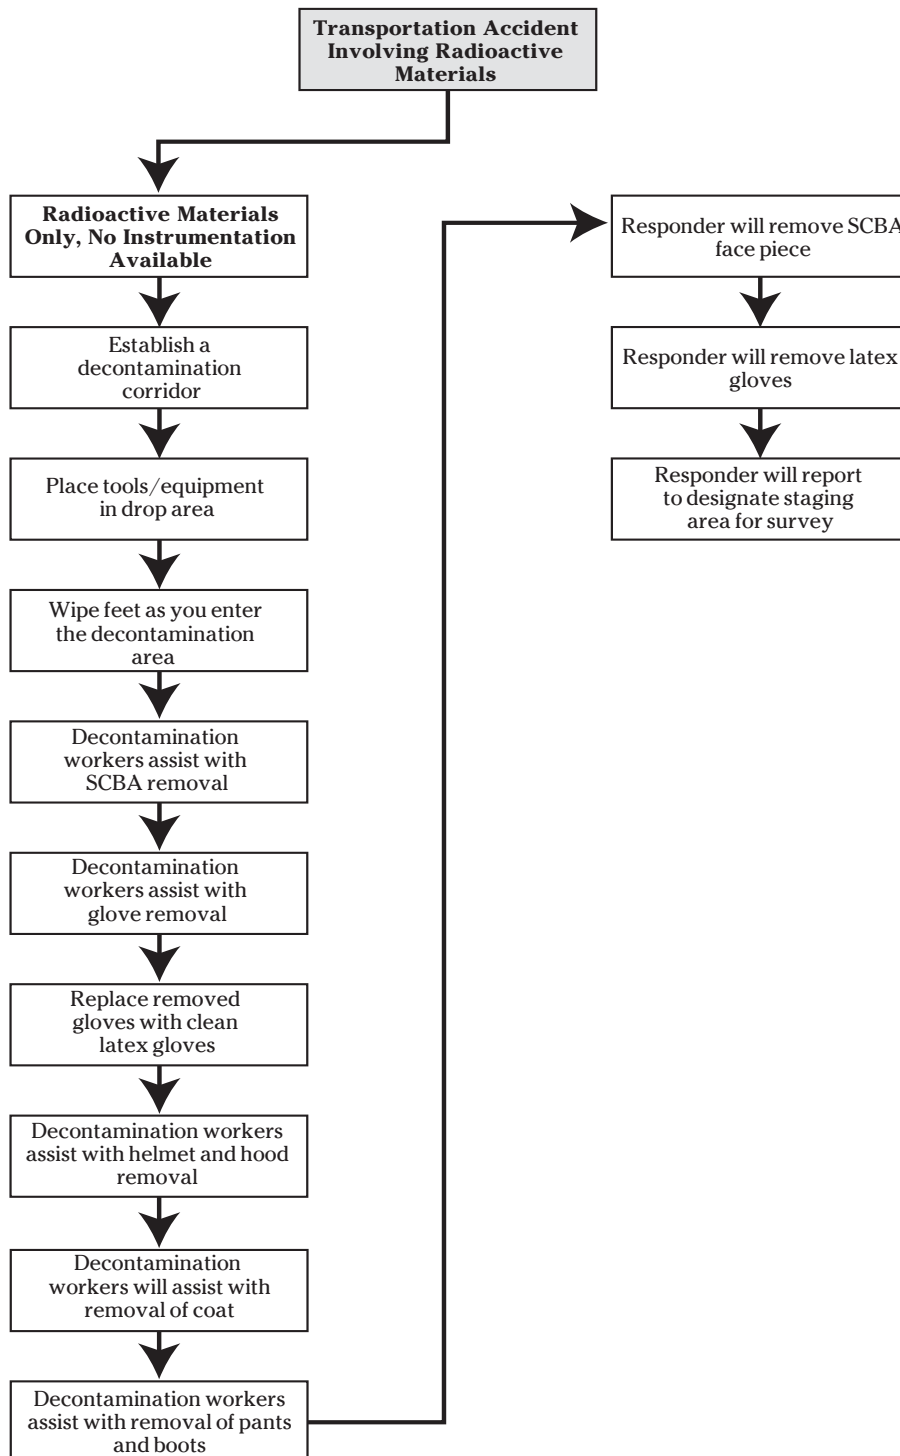 Transportation Accident
Involving Radioactive
Materials
Radioactive Materials
Only, No Instrumentation
Available
Establish a
decontamination
corridor
Place tools/equipment
in drop area
Wipe feet as you enter
the decontamination
area
Decontamination
workers assist with
SCBA removal
Decontamination
workers assist with
glove removal
Replace removed
gloves with clean
latex gloves
Decontamination workers
assist with helmet and hood
removal
Decontamination
workers will assist with
removal of coat
Decontamination workers
assist with removal of pants
and boots
Responder will remove SCBA
face piece
Responder will remove latex
gloves
Responder will report
to designate staging
area for survey